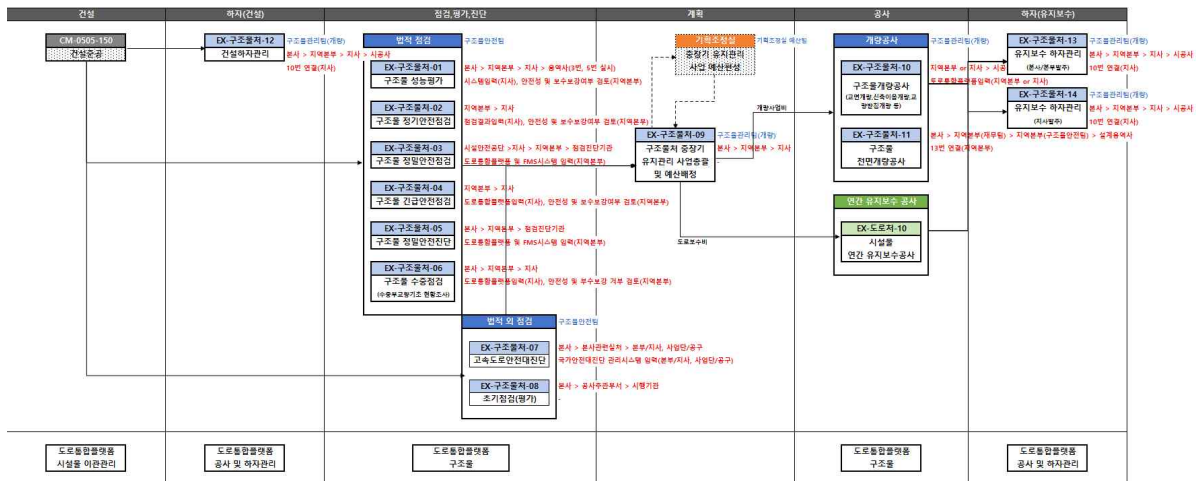 건설
하자(건설)
점검,평가,진단
계획
공사
하자(유지보수)
CM-0505-150
건설준공
EX-구조물처-12
건설하자관리
구조물관리팀(개량)
본사 > 지역본부 > 지사 > 시공사
10번 연결(지사)
법적 점검
구조물안전팀
EX-구조물처-01
구조물 성능평가
본사 > 지역본부 > 지사 > 용역사(3번, 5번 실시)
시스템입력(지사), 안전성 및 보수보강여부 검토(지역본부)
EX-구조물처-02
구조물 정기안전점검
지역본부 > 지사
점검결과입력(지사), 안전성 및 보수보강여부 검토(지역본부)
EX-구조물처-03
구조물 정밀안전점검
시설안전공단 >지사 > 지역본부 > 점검진단기관
도로통합플랫폼 및 FMS시스템 입력(지역본부)
EX-구조물처-04
구조물 긴급안전점검
지역본부 > 지사
도로통합플랫폼입력(지사), 안전성 및 보수보강여부 검토(지역본부)
EX-구조물처-05
구조물 정밀안전진단
본사 > 지역본부 > 점검진단기관
도로통합플랫폼 및 FMS시스템 입력(지역본부)
EX-구조물처-06
구조물 수중점검
(수중부교량기초 현황조사)
본사 > 지역본부 > 지사
도로통합플랫폼입력(지사), 안전성 및 부수보강 거부 검토(지역본부)
법적 외 점검
구조물안전팀
EX-구조물처-07
고속도로안전대진단
본사 > 본사관련실처 > 본부/지사, 사업단/공구
국가안전대진단 관리시스템 입력(본부/지사, 사업단/공구)
EX-구조물처-08
초기점검(평가)
본사 > 공사주관부서 > 시행기관
-
기획조정실
중장기 유지관리
사업 예산편성
기획조정실 예산팀
EX-구조물처-09
구조물처 중장기
유지관리 사업총괄
및 예산배정
구조물관리팀(개량)
본사 > 지역본부 > 지사
-
개량사업비
도로보수비
개량공사
구조물관리팀(개량)
EX-구조물처-10
구조물개량공사
(교면개량,신축이음개량,교량받침개량 등)
지역본부 or 지사 > 시공사
도로통합플랫폼입력(지역본부 or 지사)
EX-구조물처-11
구조물
전면개량공사
본사 > 지역본부(재무팀) > 지역본부(구조물안전팀) > 설계용역사
13번 연결(지역본부)
연간 유지보수 공사
EX-도로처-10
시설물
연간 유지보수공사
EX-구조물처-13
유지보수 하자관리
(본사/본부발주)
구조물관리팀(개량)
본사 > 지역본부 > 지사 > 시공사
10번 연결(지사)
EX-구조물처-14
유지보수 하자관리
(지사발주)
구조물관리팀(개량)
본사 > 지역본부 > 지사 > 시공사
10번 연결(지사)
도로통합플랫폼
시설물 이관관리
도로통합플랫폼
공사 및 하자관리
도로통합플랫폼
구조물
도로통합플랫폼
구조물
도로통합플랫폼
공사 및 하자관리